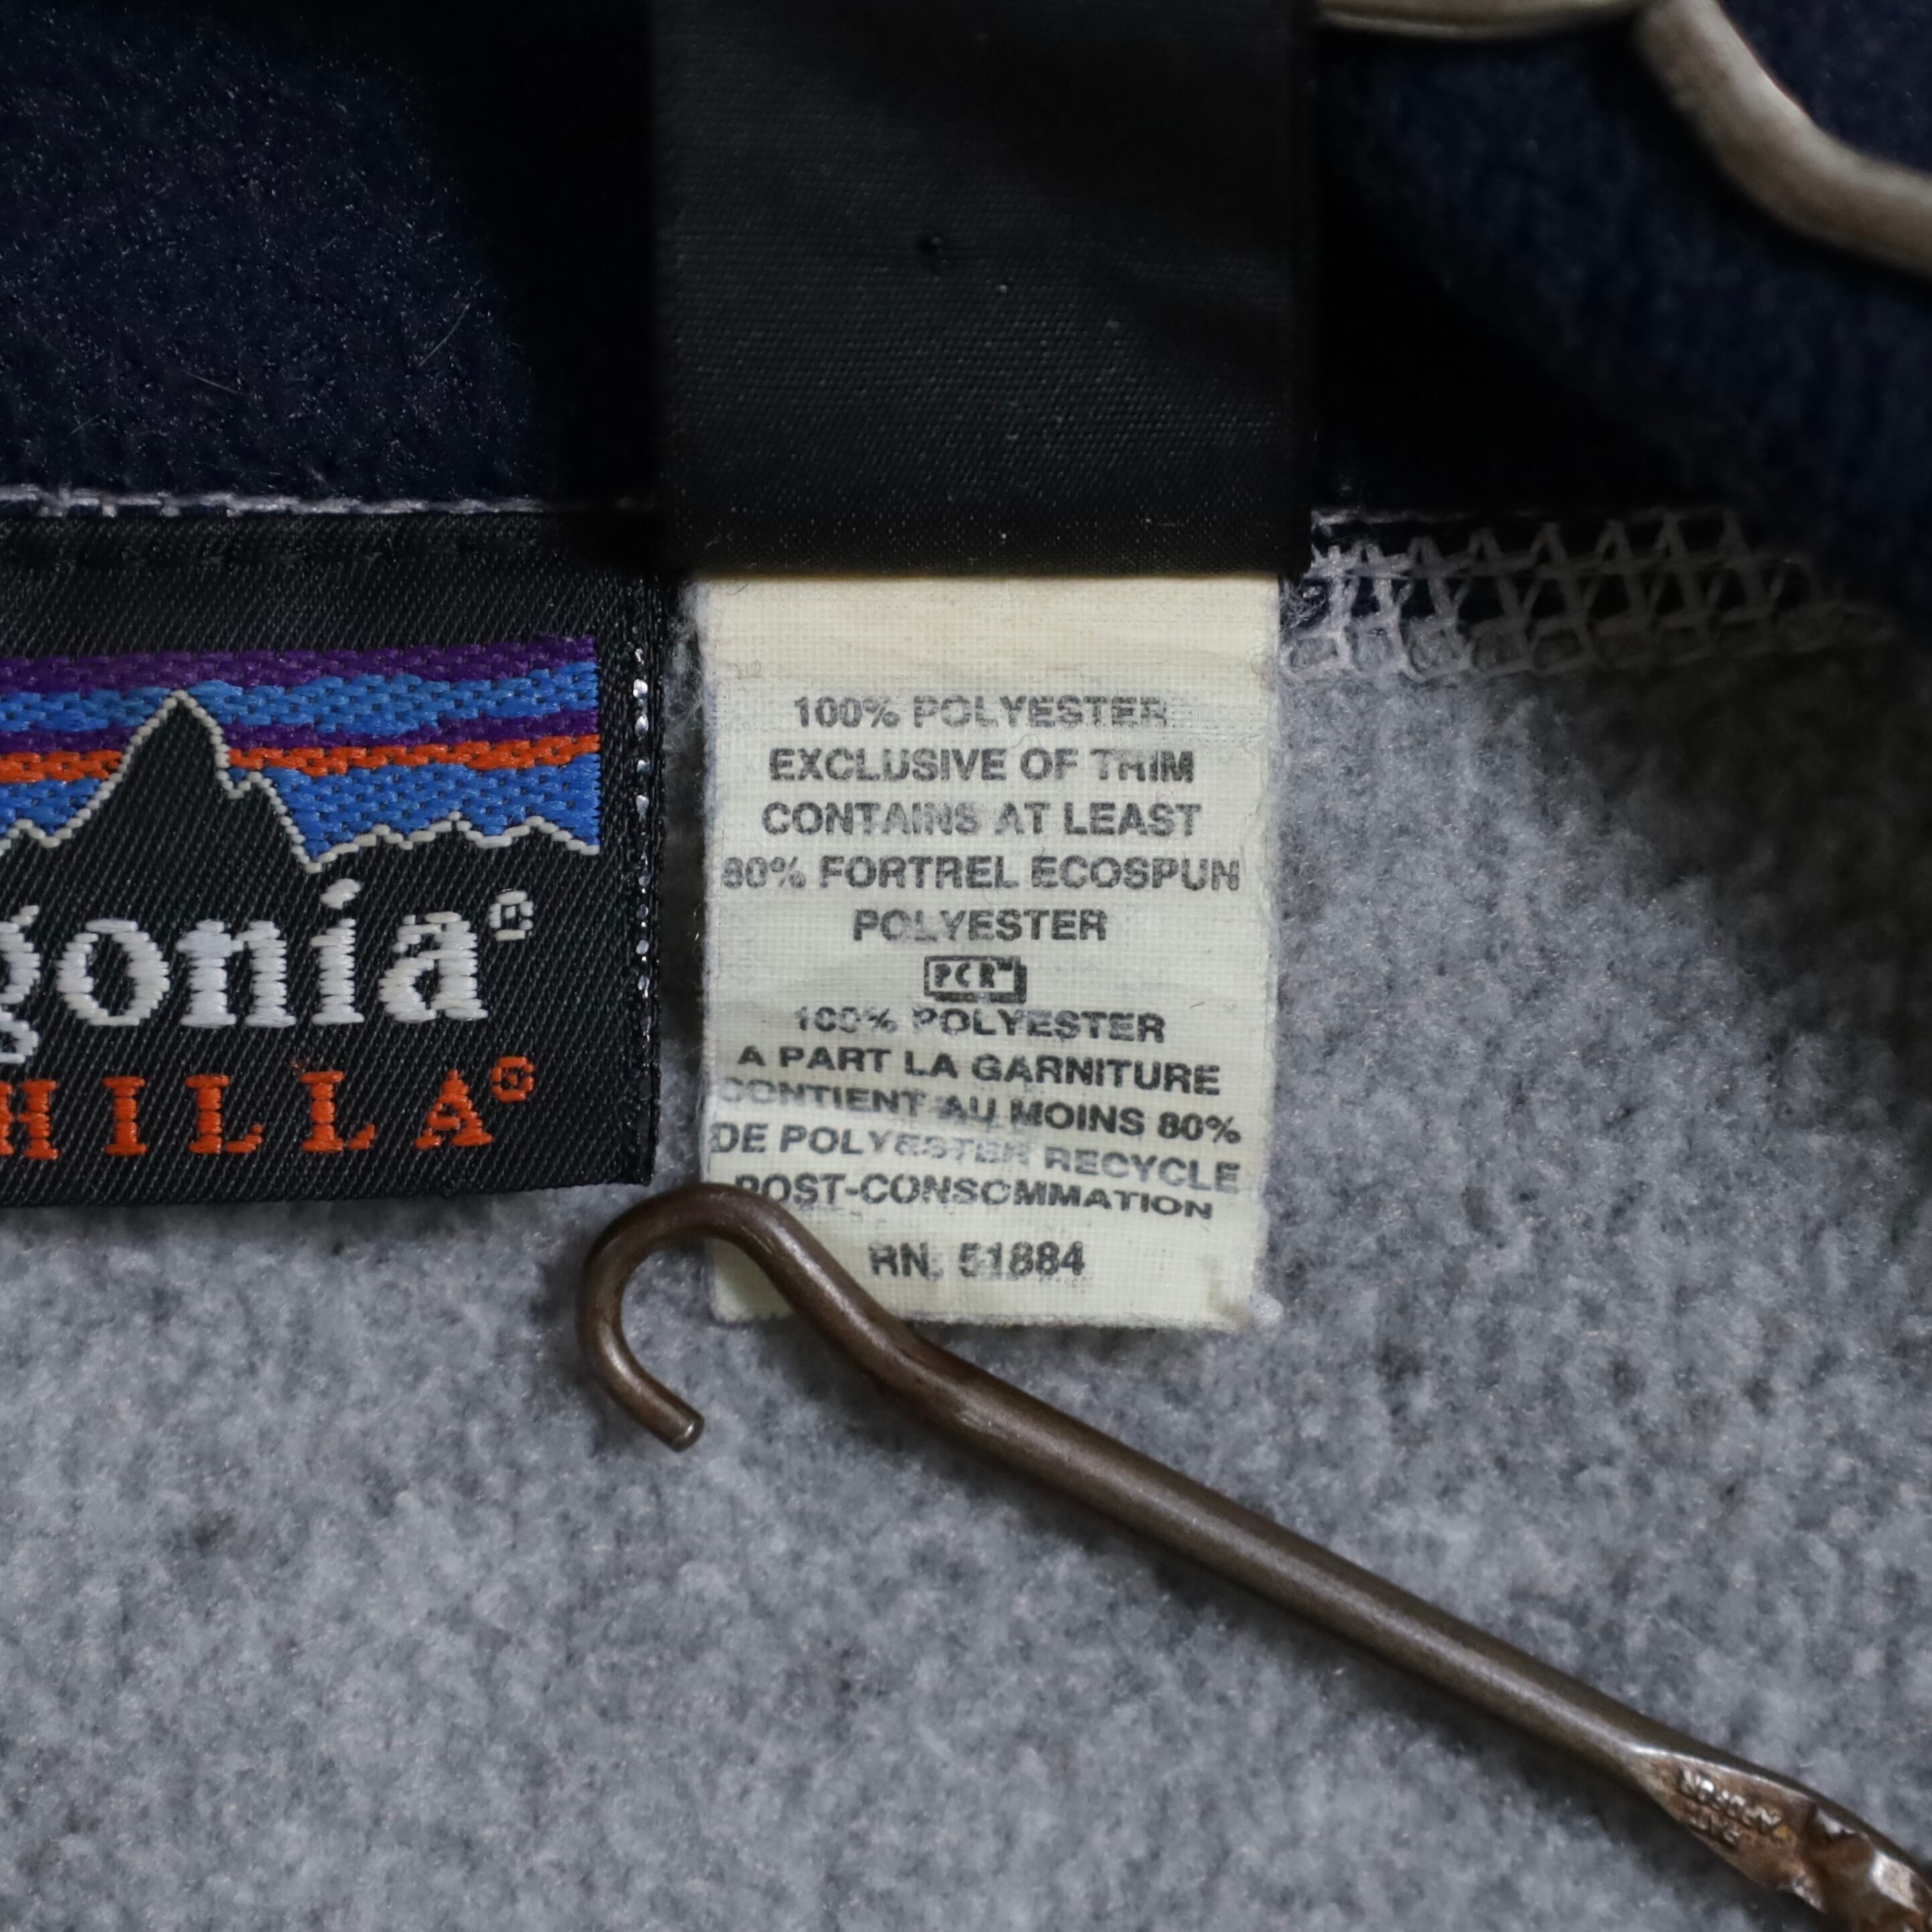 gonia®
HILLA®
100% POLYESTER
EXCLUSIVE OF TRIM
CONTAINS AT LEAST
80% FORTREL ECOSPUN
POLYESTER
PCR™
100% POLYESTER
A PART LA GARNITURE
CONTIENT AU MOINS 80%
DE POLYESTER RECYCLE
POST-CONSOMMATION
RN: 51884